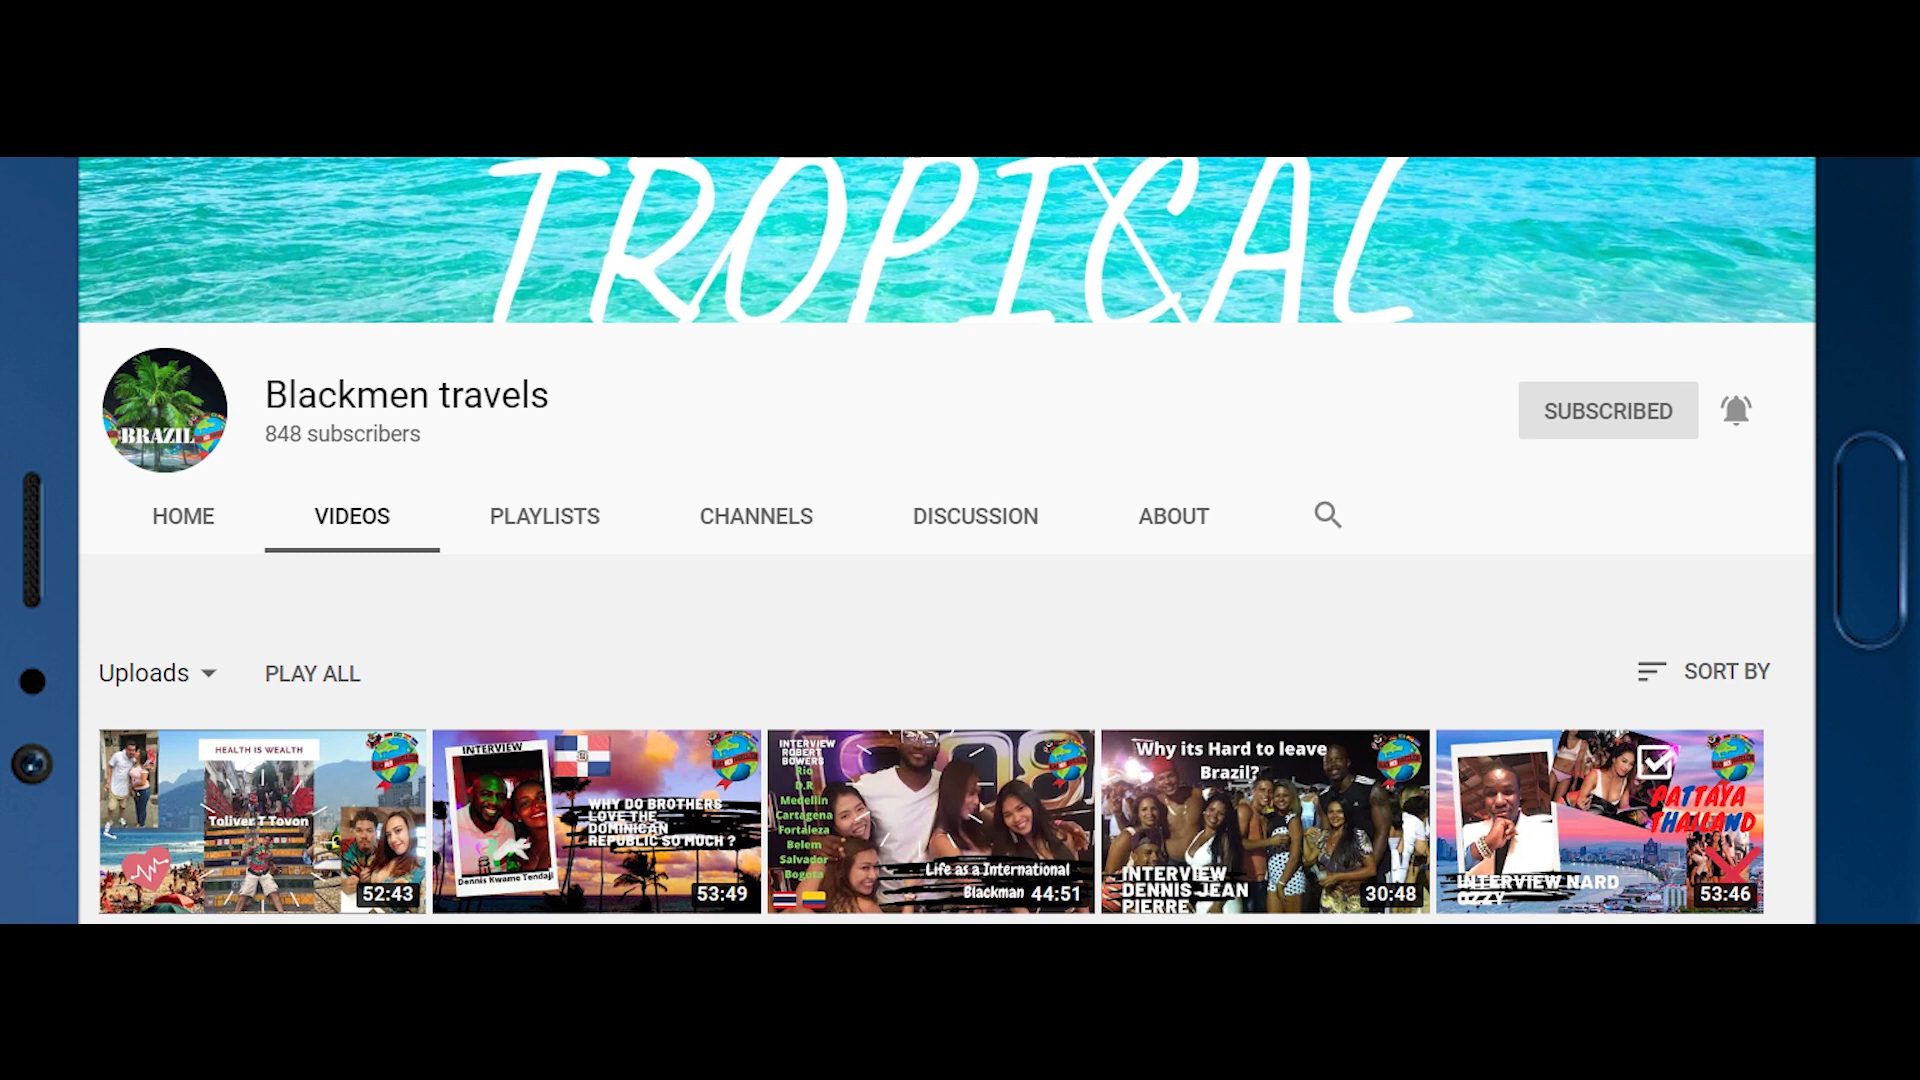 TROPICAL
BRAZIL
Blackmen travels
848 subscribers
SUBSCRIBED
HOME
VIDEOS
PLAYLISTS
CHANNELS
DISCUSSION
ABOUT
Uploads
PLAY ALL
SORT BY
HEALTH IS WEALTH
Toliver T Tovon
52:43
INTERVIEW
WHY DO BROTHERS
LOVE THE
DOMINICAN
REPUBLIC SO MUCH ?
Dennis Kwame Tendaji
53:49
INTERVIEW
ROBERT
BOWERS
Rio
D.R
Medellin
Cartagena
Fortaleza
Belem
Salvador
Bogota
Life as a International
Blackman
44:51
Why its Hard to leave
Brazil?
INTERVIEW
DENNIS JEAN
PIERRE
30:48
PATTAYA
THAILAND
INTERVIEW NARD
OZZY
53:46